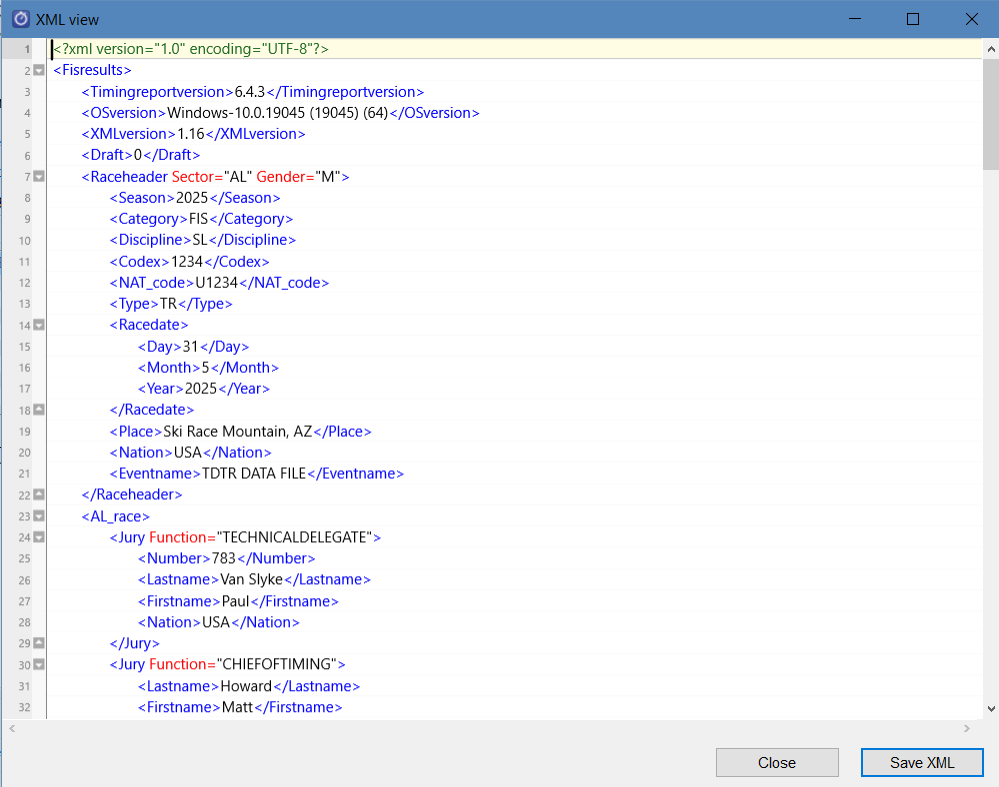 XML view
1 <?xml version="1.0" encoding="UTF-8"?>
2 <Fisresults>
3 <Timingreportversion>6.4.3</Timingreportversion>
4 <OSversion>Windows-10.0.19045 (19045) (64)</OSversion>
5 <XMLversion>1.16</XMLversion>
6 <Draft>0</Draft>
7 <Raceheader Sector="AL" Gender="M">
8 <Season>2025</Season>
9 <Category>FIS</Category>
10 <Discipline>SL</Discipline>
11 <Codex>1234</Codex>
12 <NAT_code>U1234</NAT_code>
13 <Type>TR</Type>
14 <Racedate>
15 <Day>31</Day>
16 <Month>5</Month>
17 <Year>2025</Year>
18 </Racedate>
19 <Place>Ski Race Mountain, AZ</Place>
20 <Nation>USA</Nation>
21 <Eventname>TDTR DATA FILE</Eventname>
22 </Raceheader>
23 <AL_race>
24 <Jury Function="TECHNICALDELEGATE">
25 <Number>783</Number>
26 <Lastname>Van Slyke</Lastname>
27 <Firstname>Paul</Firstname>
28 <Nation>USA</Nation>
29 </Jury>
30 <Jury Function="CHIEFOFTIMING">
31 <Lastname>Howard</Lastname>
32 <Firstname>Matt</Firstname>
Close Save XML